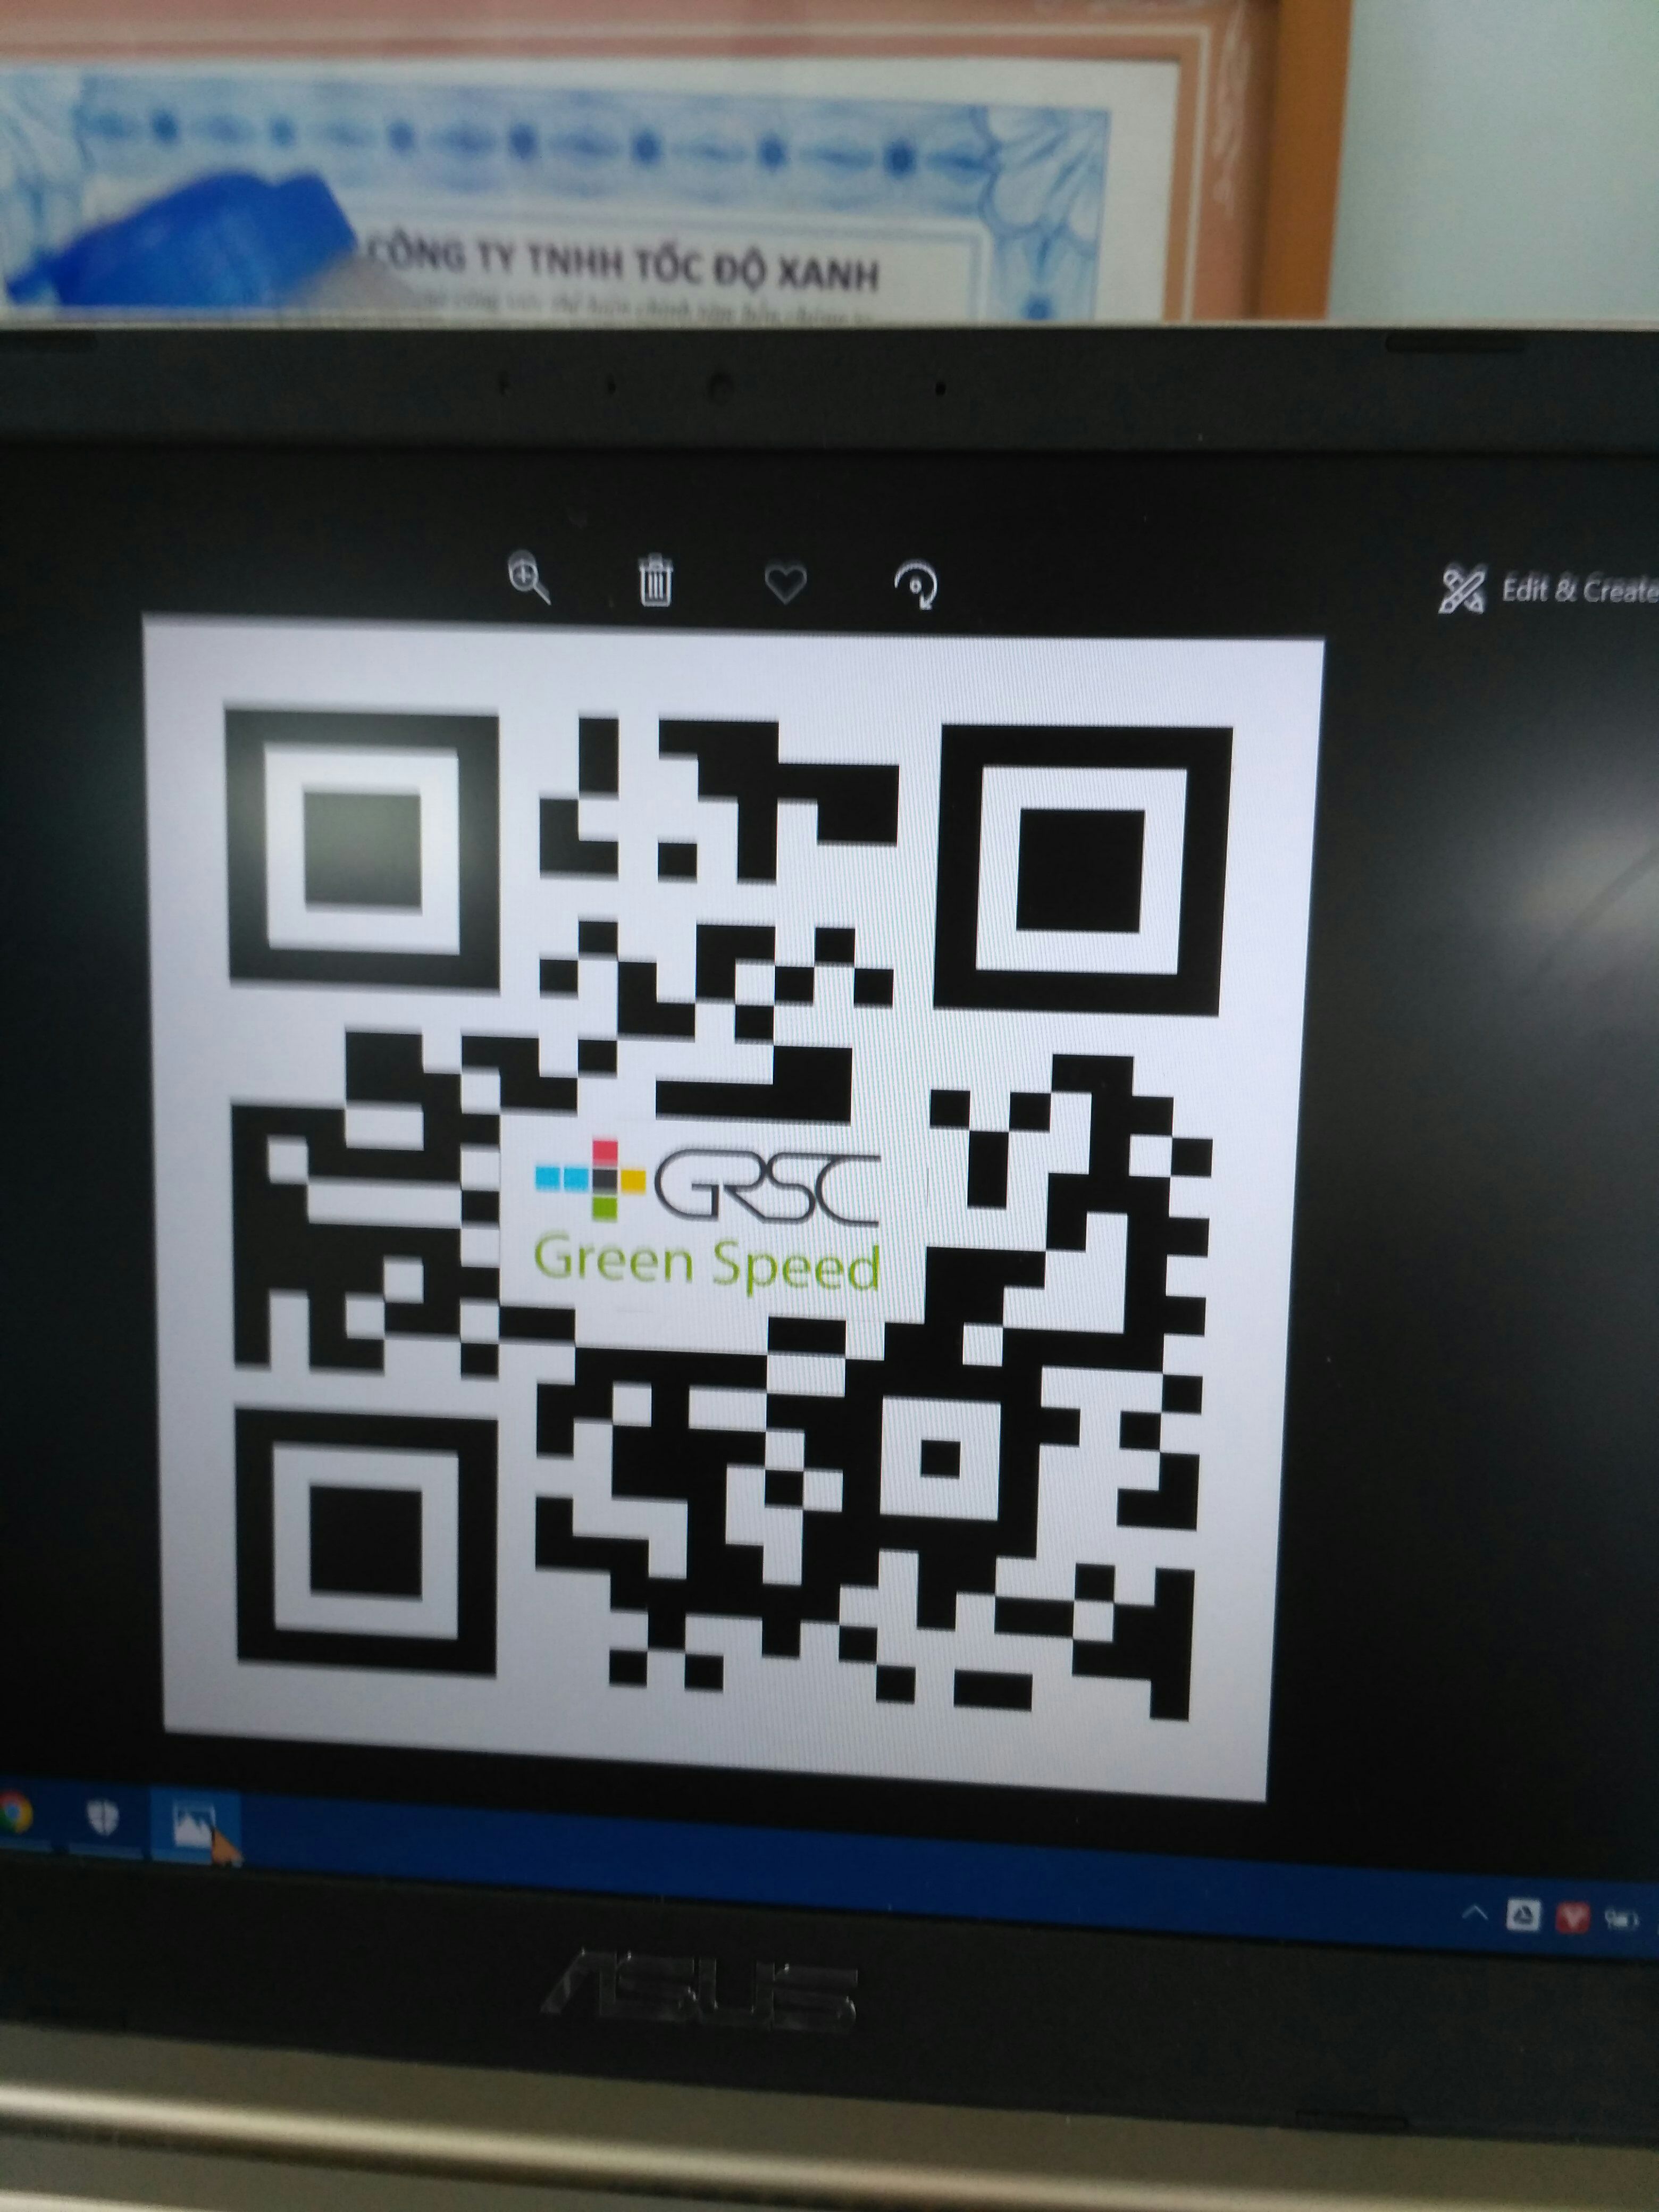 CÔNG TY TNHH TỐC ĐỘ XANH
Edit & Create
GRSC
Green Speed
ASUS